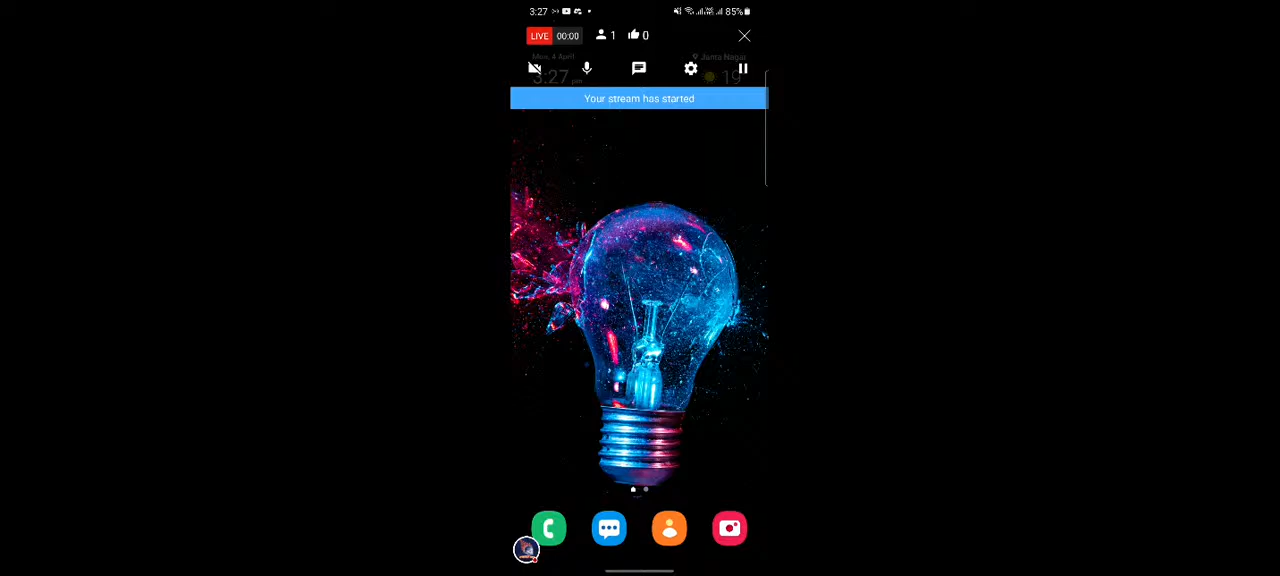 3:27 85%
LIVE 00:00 1 0
Mon, 4 April Janta Nagar
3:27 pm 19
Your stream has started